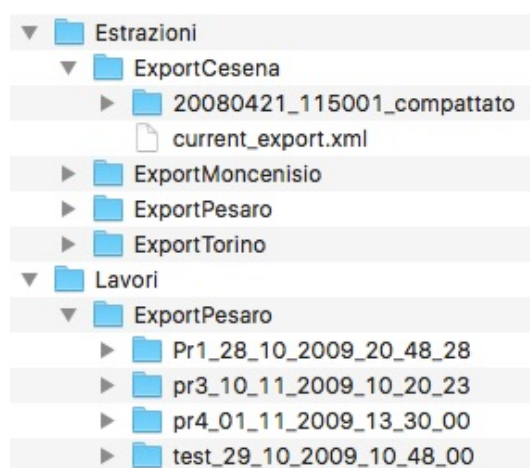 Estrazioni
ExportCesena
20080421_115001_compattato
current_export.xml
ExportMoncenisio
ExportPesaro
ExportTorino
Lavori
ExportPesaro
Pr1_28_10_2009_20_48_28
pr3_10_11_2009_10_20_23
pr4_01_11_2009_13_30_00
test_29_10_2009_10_48_00